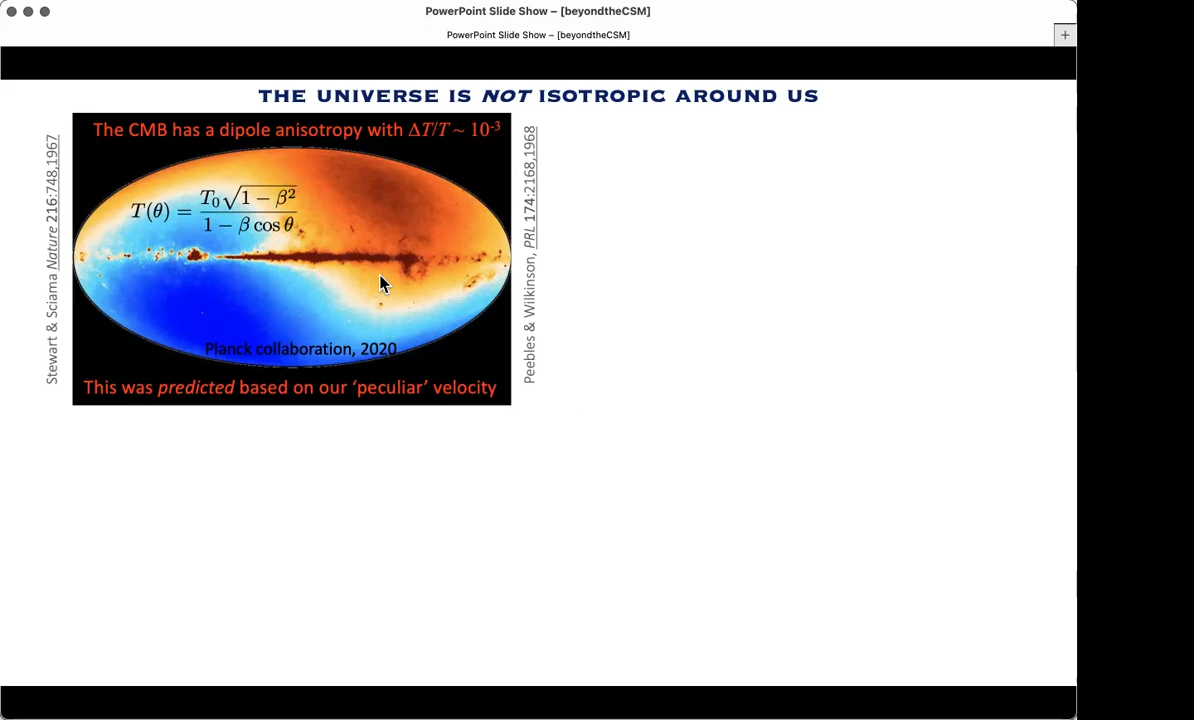 PowerPoint Slide Show – [beyondtheCSM]
PowerPoint Slide Show – [beyondtheCSM]
+
THE UNIVERSE IS NOT ISOTROPIC AROUND US
Stewart & Sciama Nature 216:748,1967
The CMB has a dipole anisotropy with ΔT/T ~ 10⁻³
T(θ) = T₀√(1 − β²) / (1 − β cos θ)
Planck collaboration, 2020
This was predicted based on our ‘peculiar’ velocity
Peebles & Wilkinson, PRL 174:2168,1968